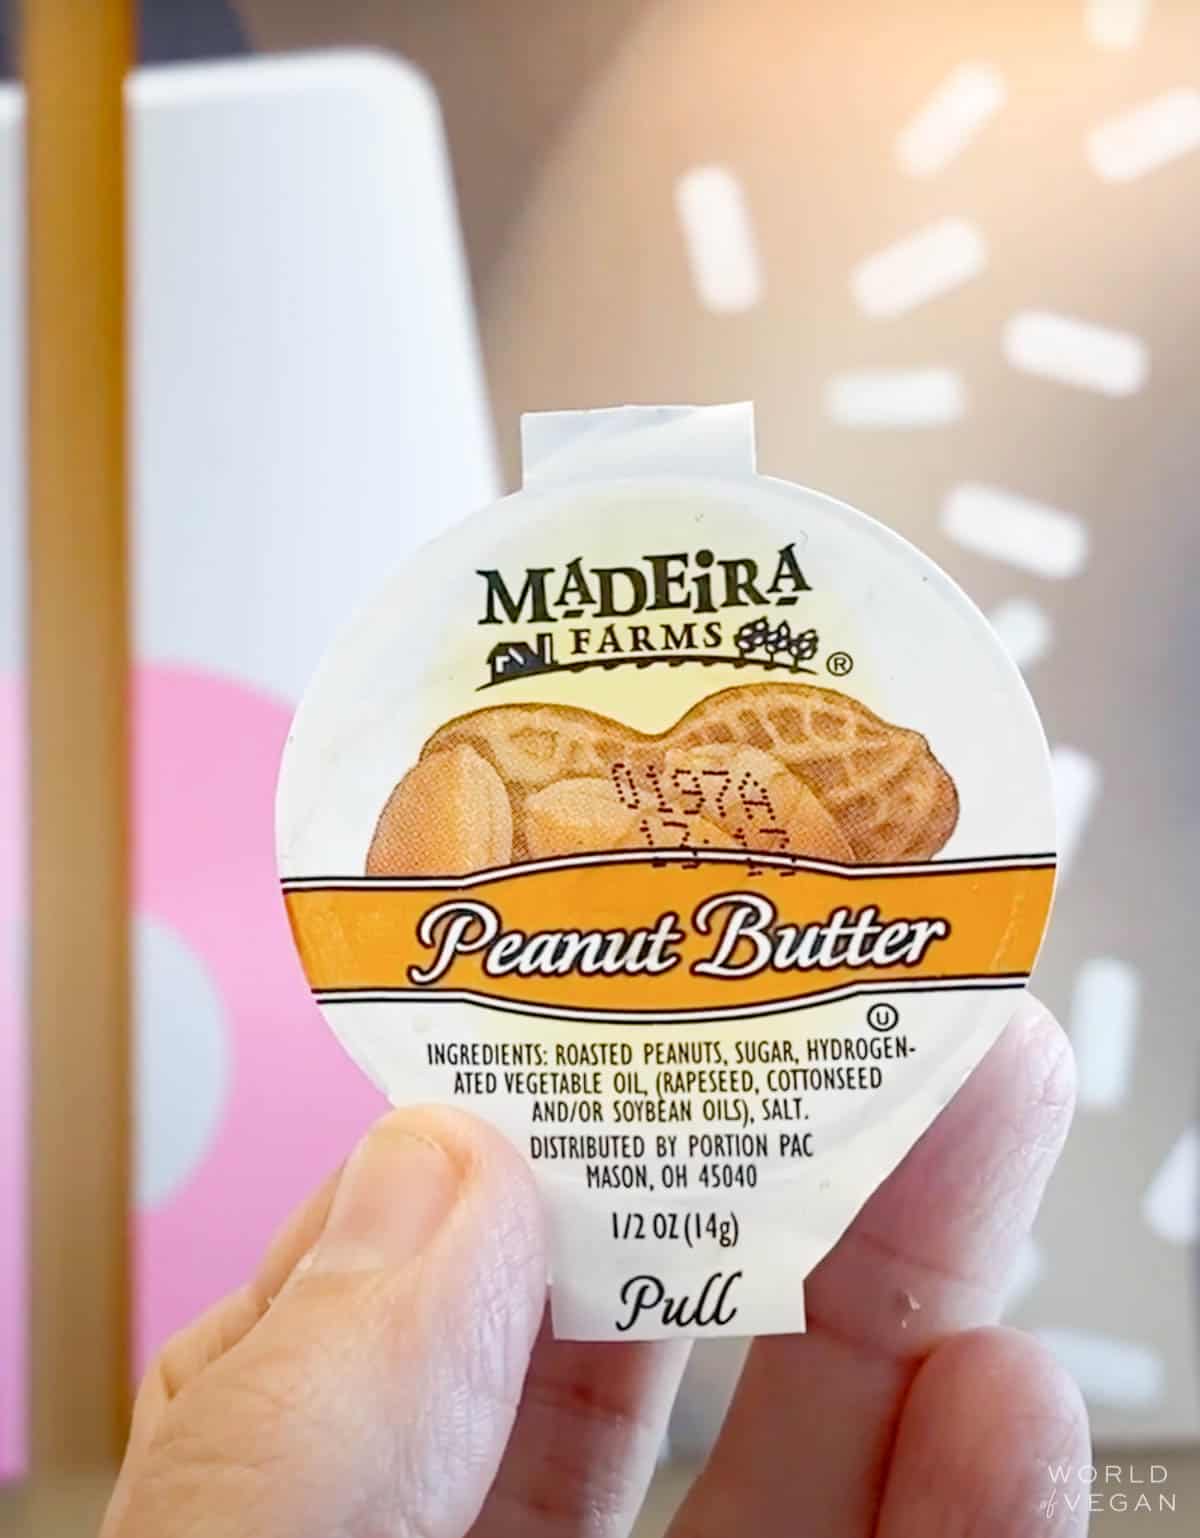 MADEiRA
FARMS ®
0197A
Peanut Butter
U
INGREDIENTS: ROASTED PEANUTS, SUGAR, HYDROGEN-
ATED VEGETABLE OIL, (RAPESEED, COTTONSEED
AND/OR SOYBEAN OILS), SALT.
DISTRIBUTED BY PORTION PAC
MASON, OH 45040
1/2 OZ (14g)
Pull
WORLD
of VEGAN